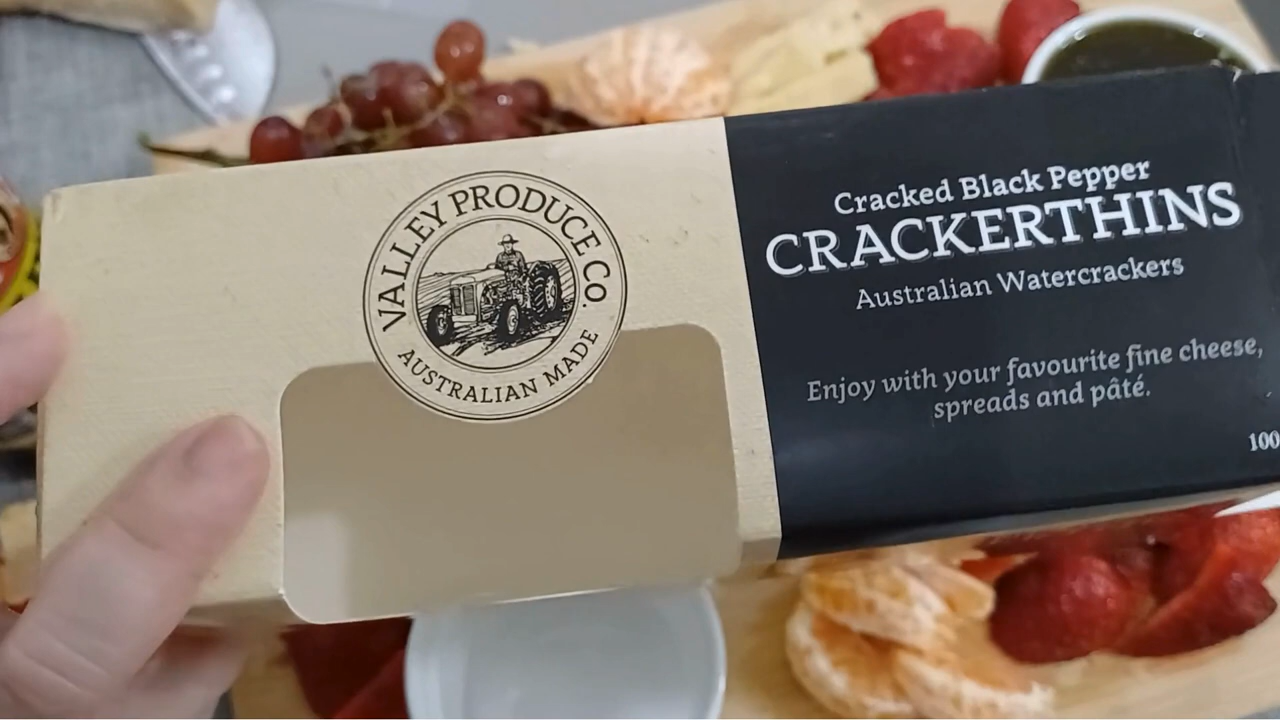 VALLEY PRODUCE CO.
AUSTRALIAN MADE
Cracked Black Pepper
CRACKERTHINS
Australian Watercrackers
Enjoy with your favourite fine cheese,
spreads and pâté.
100